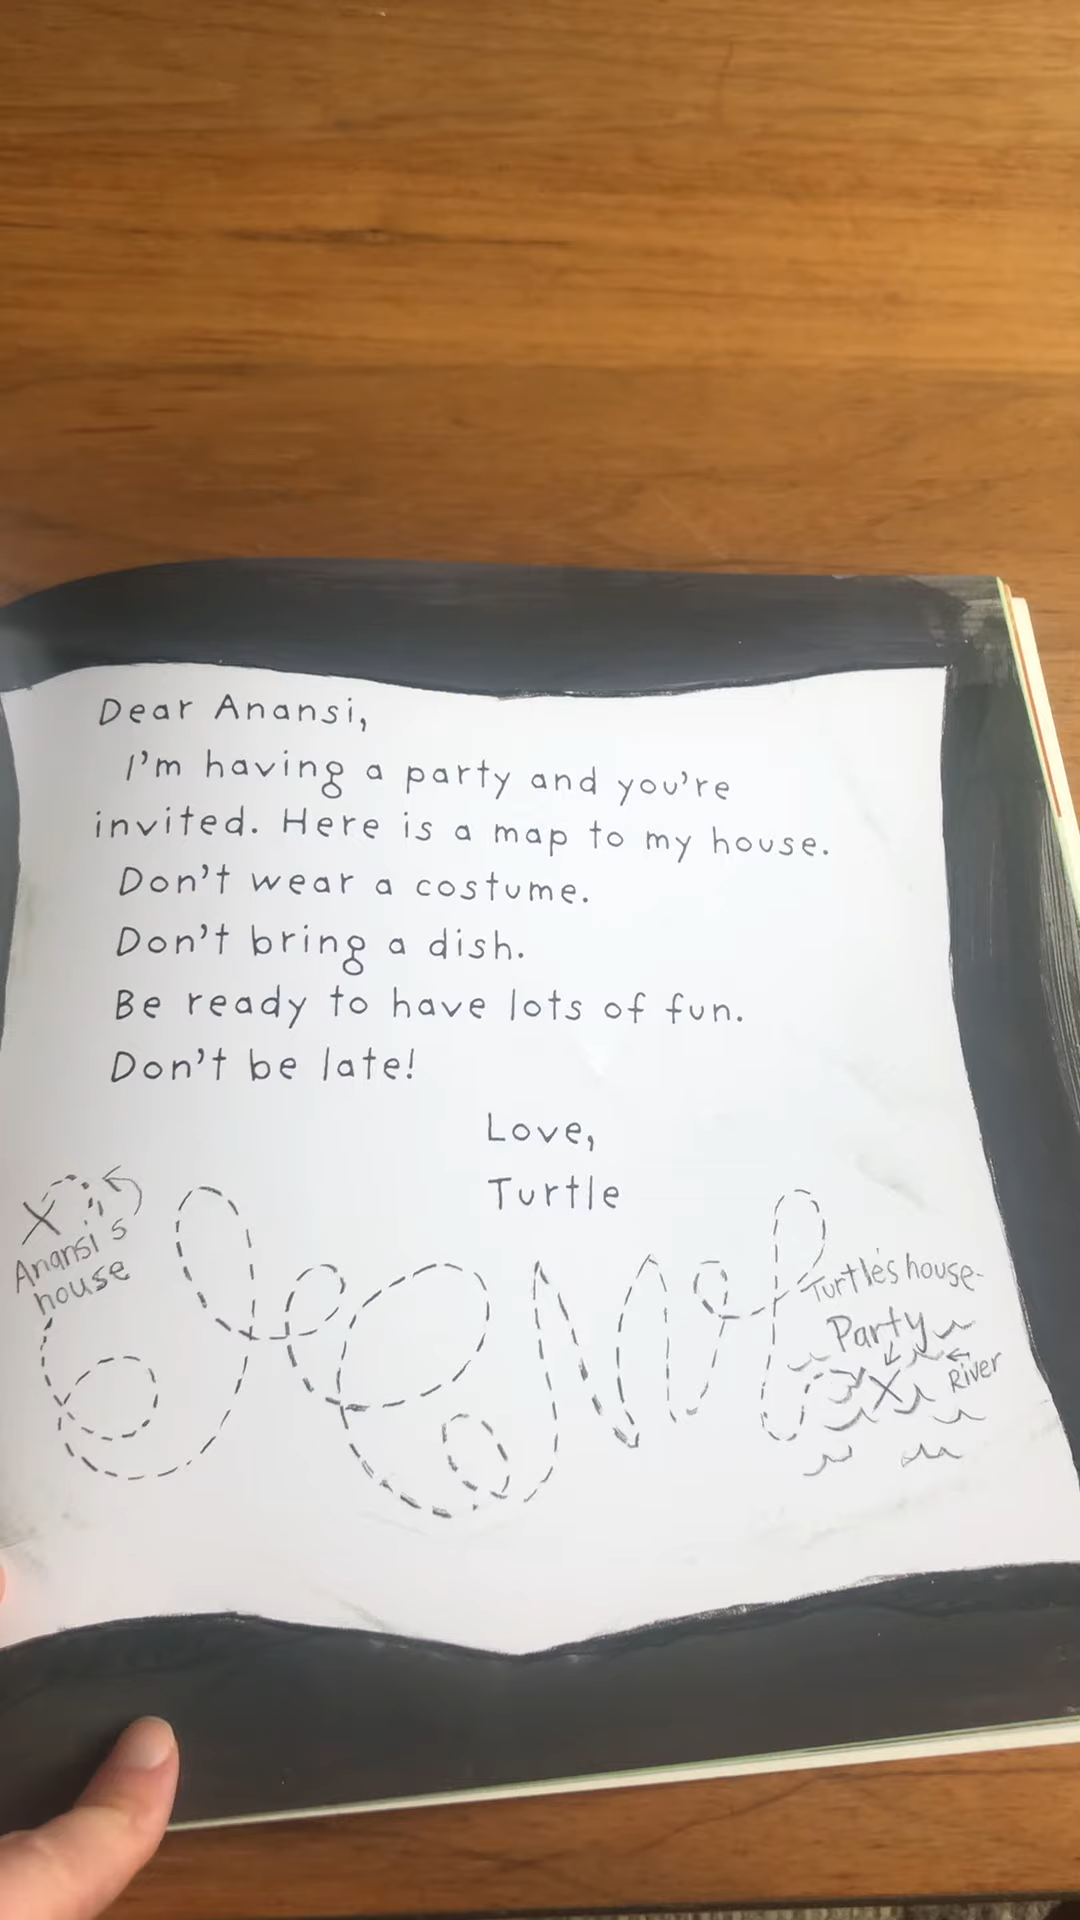 Dear Anansi,
I'm having a party and you're
invited. Here is a map to my house.
Don't wear a costume.
Don't bring a dish.
Be ready to have lots of fun.
Don't be late!
Love,
Turtle
X
Anansi's
house
Turtle's house-
Party
X
River